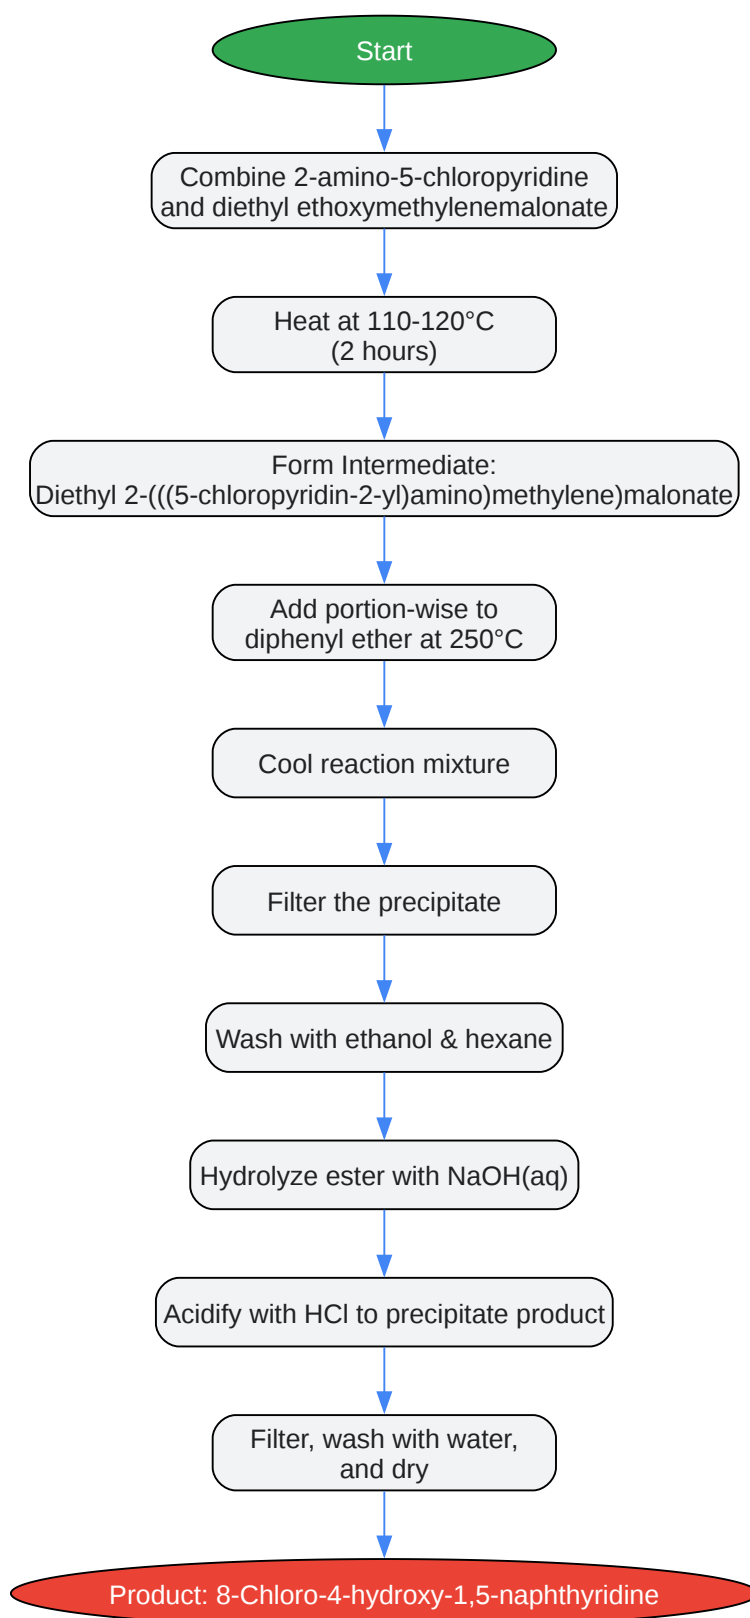 Start
Combine 2-amino-5-chloropyridine
and diethyl ethoxymethylenemalonate
Heat at 110-120°C
(2 hours)
Form Intermediate:
Diethyl 2-(((5-chloropyridin-2-yl)amino)methylene)malonate
Add portion-wise to
diphenyl ether at 250°C
Cool reaction mixture
Filter the precipitate
Wash with ethanol & hexane
Hydrolyze ester with NaOH(aq)
Acidify with HCl to precipitate product
Filter, wash with water,
and dry
Product: 8-Chloro-4-hydroxy-1,5-naphthyridine